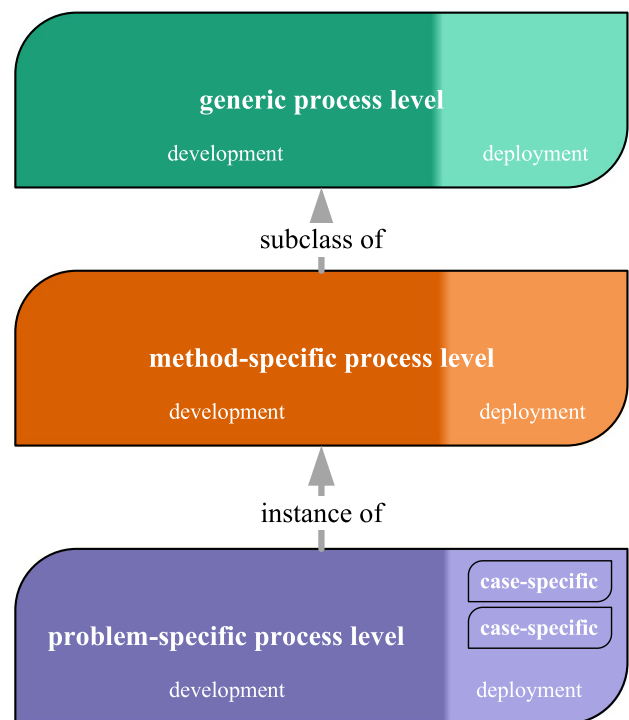 generic process level
development deployment
subclass of
method-specific process level
development deployment
instance of
case-specific
case-specific
problem-specific process level
development deployment